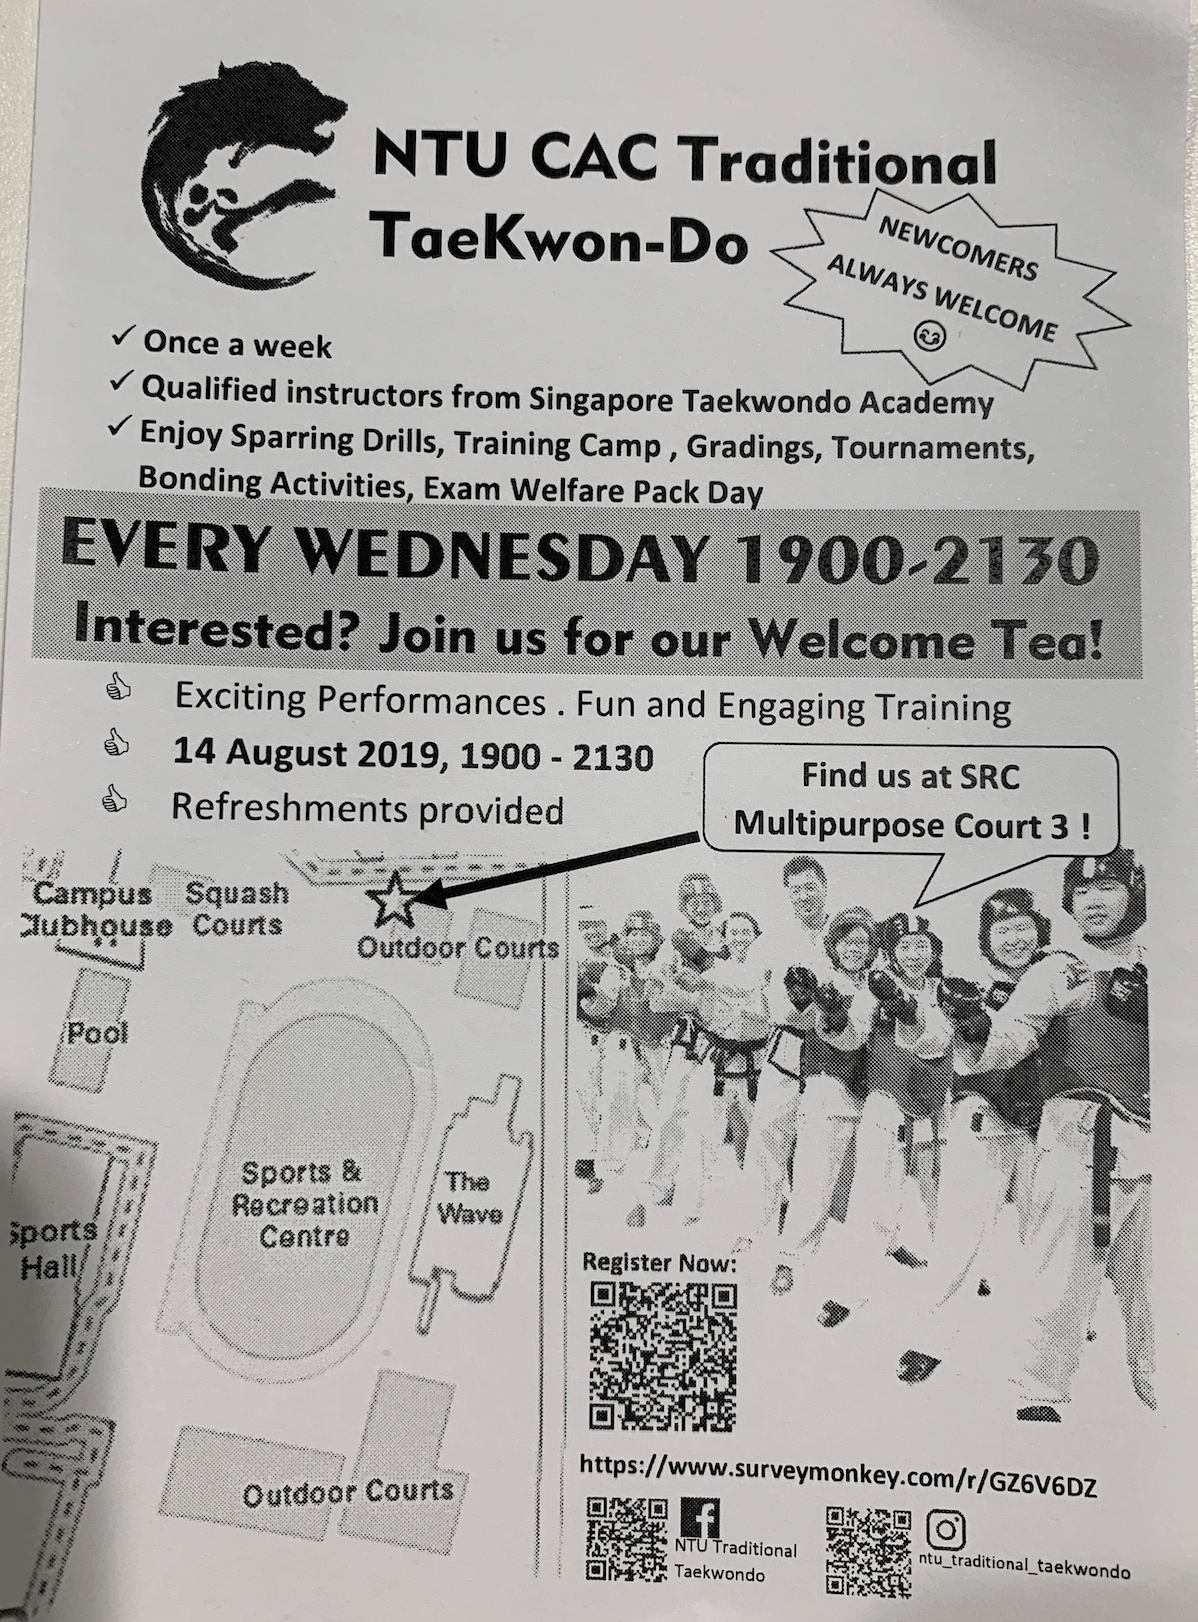 NTU CAC Traditional
TaeKwon-Do
NEWCOMERS
ALWAYS WELCOME
✓ Once a week
✓ Qualified instructors from Singapore Taekwondo Academy
✓ Enjoy Sparring Drills, Training Camp , Gradings, Tournaments,
Bonding Activities, Exam Welfare Pack Day
EVERY WEDNESDAY 1900-2130
Interested? Join us for our Welcome Tea!
Exciting Performances . Fun and Engaging Training
14 August 2019, 1900 - 2130
Refreshments provided
Find us at SRC
Multipurpose Court 3 !
Campus
Clubhouse
Squash
Courts
Outdoor Courts
Pool
Sports &
Recreation
Centre
The
Wave
Sports
Hall
Outdoor Courts
Register Now:
https://www.surveymonkey.com/r/GZ6V6DZ
NTU Traditional
Taekwondo
ntu_traditional_taekwondo